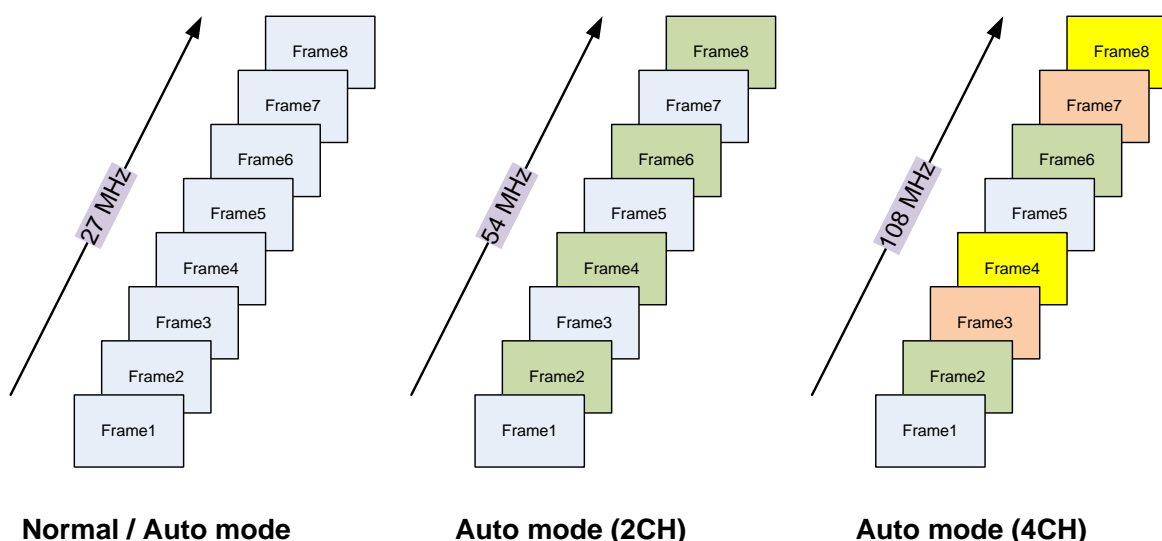 Frame8
Frame7
Frame6
Frame5
Frame4
Frame3
Frame2
Frame1
27 MHz
Normal / Auto mode
Frame8
Frame7
Frame6
Frame5
Frame4
Frame3
Frame2
Frame1
54 MHz
Auto mode (2CH)
Frame8
Frame7
Frame6
Frame5
Frame4
Frame3
Frame2
Frame1
108 MHz
Auto mode (4CH)